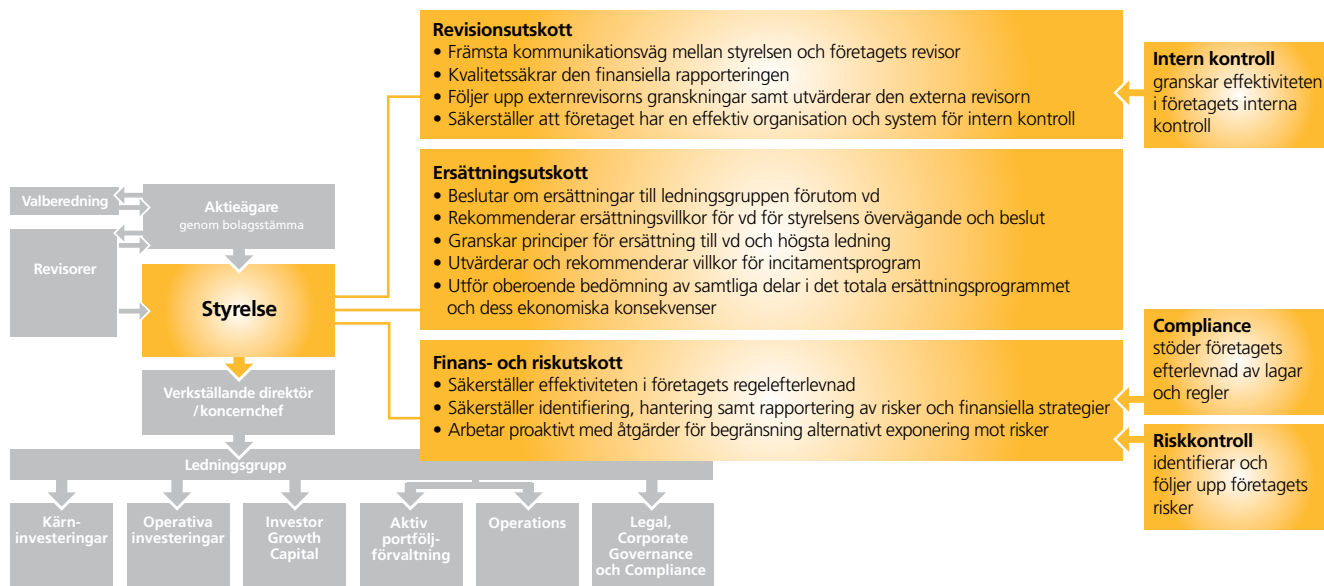 Revisionsutskott
• Främsta kommunikationsväg mellan styrelsen och företagets revisor
• Kvalitetssäkrar den finansiella rapporteringen
• Följer upp externrevisorns granskningar samt utvärderar den externa revisorn
• Säkerställer att företaget har en effektiv organisation och system för intern kontroll
Intern kontroll
granskar effektiviteten
i företagets interna
kontroll
Ersättningsutskott
• Beslutar om ersättningar till ledningsgruppen förutom vd
• Rekommenderar ersättningsvillkor för vd för styrelsens övervägande och beslut
• Granskar principer för ersättning till vd och högsta ledning
• Utvärderar och rekommenderar villkor för incitamentsprogram
• Utför oberoende bedömning av samtliga delar i det totala ersättningsprogrammet
och dess ekonomiska konsekvenser
Valberedning
Aktieägare
genom bolagsstämma
Revisorer
Styrelse
Verkställande direktör
/koncernchef
Finans- och riskutskott
• Säkerställer effektiviteten i företagets regelefterlevnad
• Säkerställer identifiering, hantering samt rapportering av risker och finansiella strategier
• Arbetar proaktivt med åtgärder för begränsning alternativt exponering mot risker
Compliance
stöder företagets
efterlevnad av lagar
och regler
Riskkontroll
identifierar och
följer upp företagets
risker
Ledningsgrupp
Kärn-
investeringar
Operativa
investeringar
Investor
Growth
Capital
Aktiv
portfölj-
förvaltning
Operations
Legal,
Corporate
Governance
och Compliance